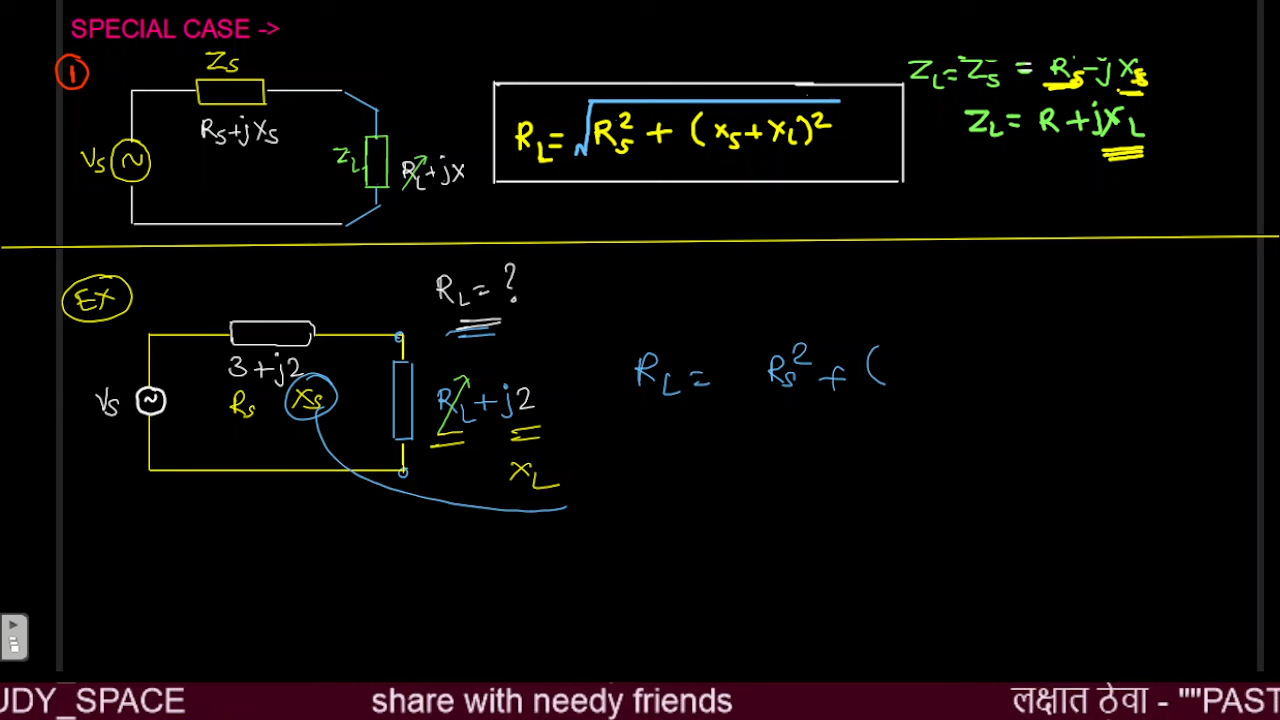 SPECIAL CASE ->
①
Zs
Rs+jXs
Vs
ZL
RL+jX
RL = √Rs² + (Xs+XL)²
ZL = Zs = Rs-jXs
ZL = R+jXL
EX
RL = ?
3+j2
Rs Xs
Vs
RL+j2
XL
RL = Rs² + (
UDY_SPACE share with needy friends लक्षात ठेवा - ""PAST